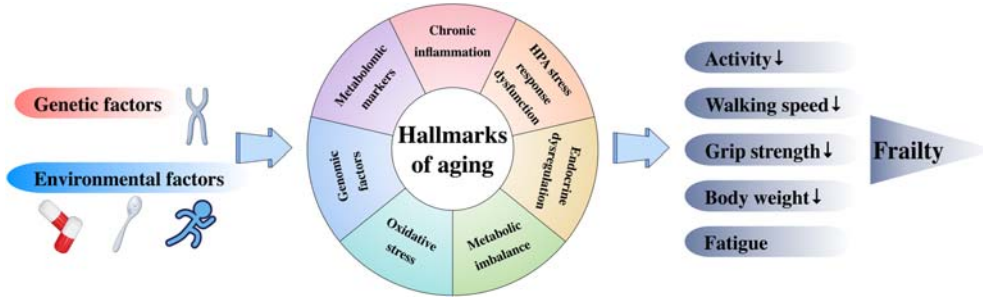 Genetic factors
Environmental factors
Hallmarks
of aging
Chronic
inflammation
HPA stress
response
dysfunction
Endocrine
dysregulation
Metabolic
imbalance
Oxidative
stress
Genomic
factors
Metabolomic
markers
Activity↓
Walking speed↓
Grip strength↓
Body weight↓
Fatigue
Frailty